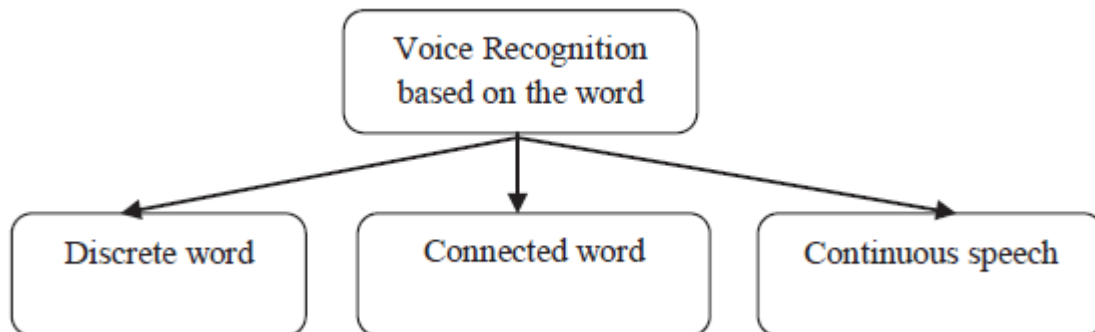 Voice Recognition
based on the word
Discrete word
Connected word
Continuous speech